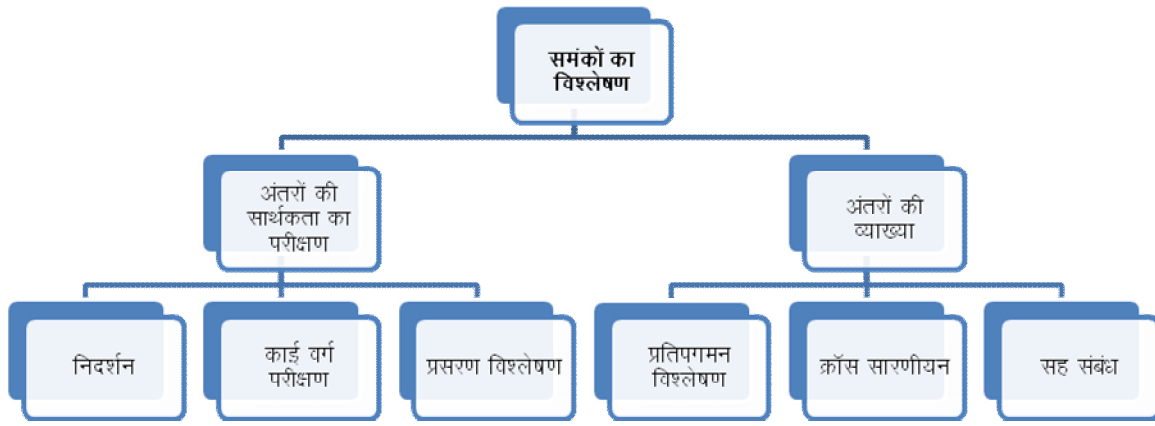 समंकों का
विश्लेषण
अंतरों की
सार्थकता का
परीक्षण
अंतरों की
व्याख्या
निदर्शन
काई वर्ग
परीक्षण
प्रसरण विश्लेषण
प्रतिपगमन
विश्लेषण
क्रॉस सारणीयन
सह संबंध